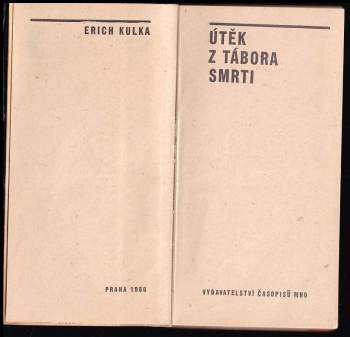 ERICH KULKA
PRAHA 1966
ÚTĚK
Z TÁBORA
SMRTI
VYDAVATELSTVÍ ČASOPISŮ MNO